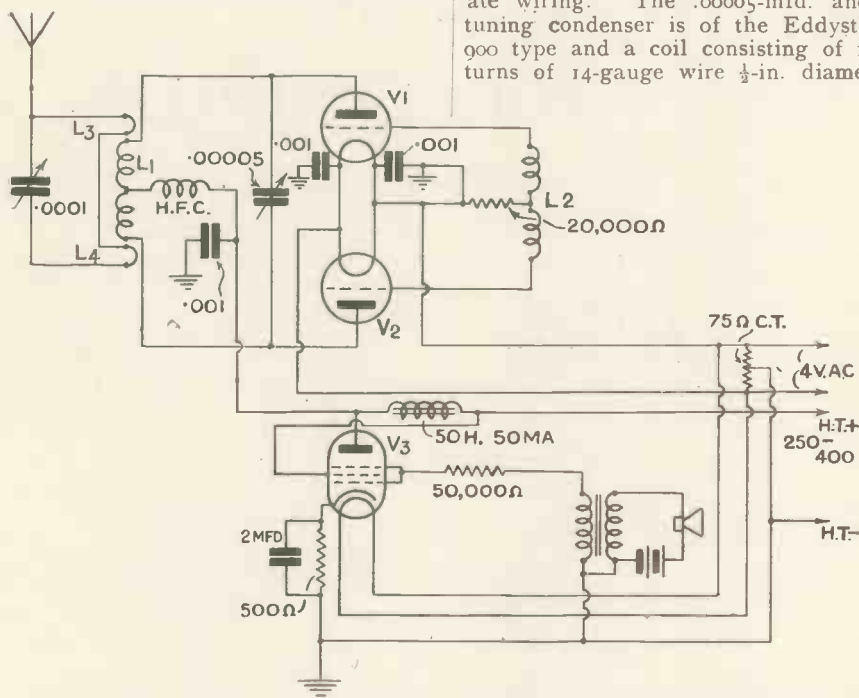 ate wiring. The .00005-mfd. and
tuning condenser is of the Eddyst
900 type and a coil consisting of
turns of 14-gauge wire ½-in. diame
V1
L3
.001
.001
.00005
L1
.0001
H.F.C.
L2
20,000Ω
L4
.001
V2
75Ω C.T.
4V.AC
H.T.+
250-
400
50H. 50MA
V3
50,000Ω
2MFD
H.T.-
500Ω